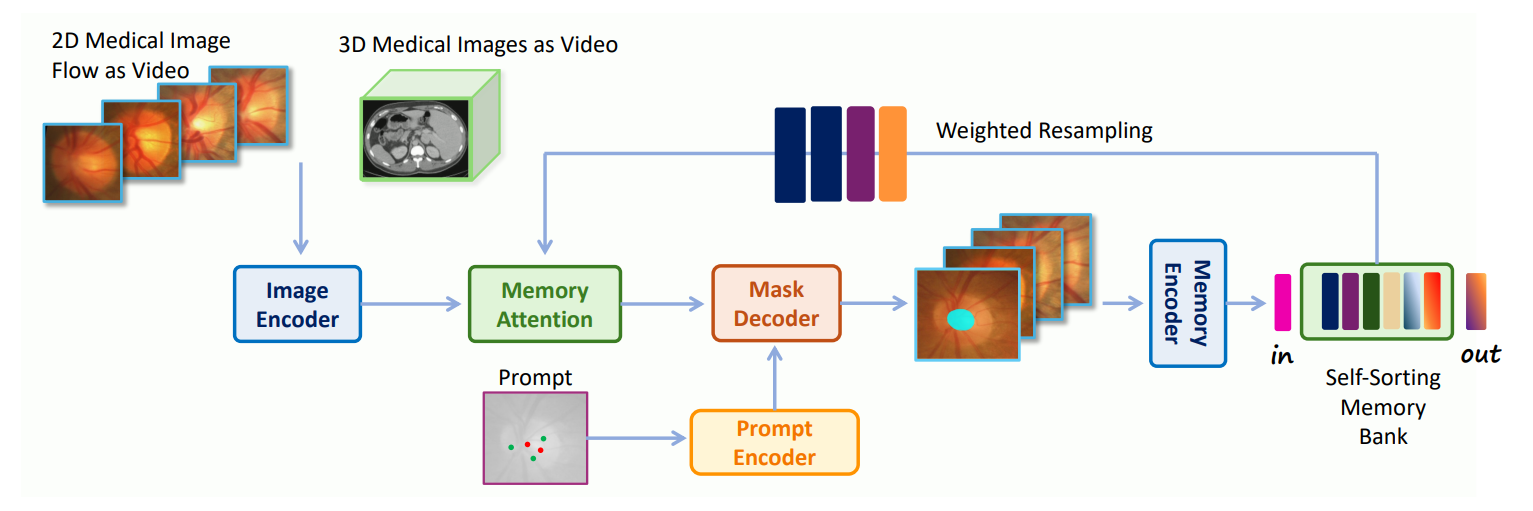 2D Medical Image
Flow as Video
3D Medical Images as Video
Weighted Resampling
Image
Encoder
Memory
Attention
Mask
Decoder
Memory
Encoder
in
out
Self-Sorting
Memory
Bank
Prompt
Prompt
Encoder